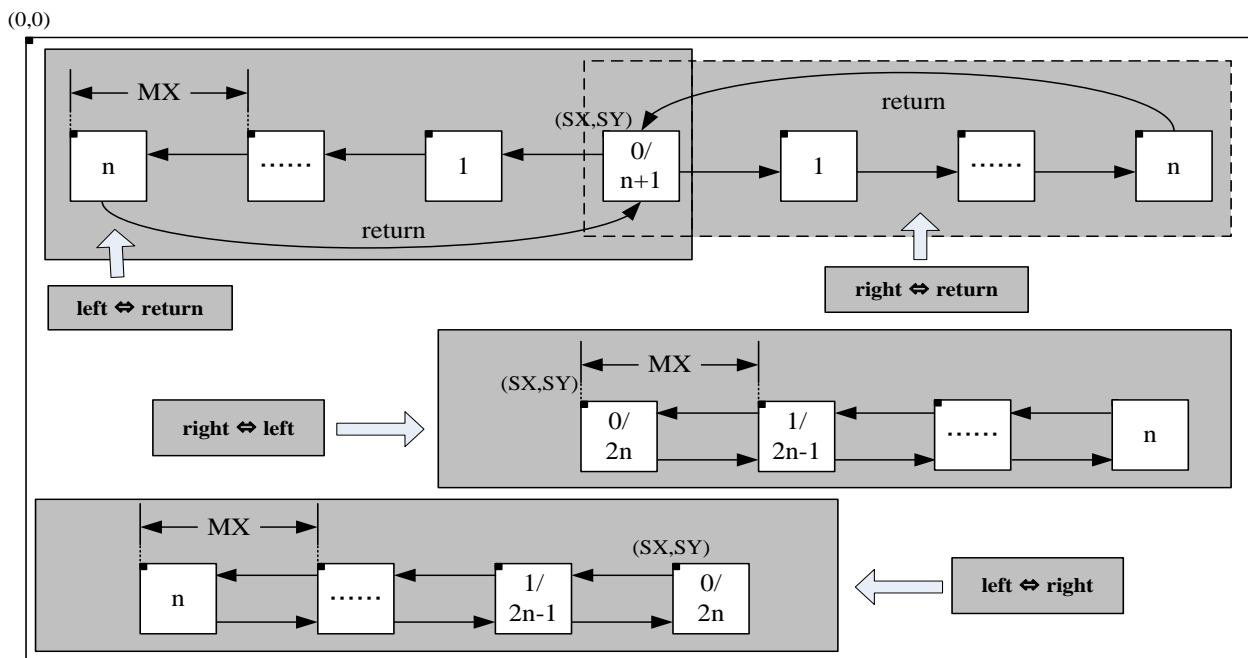 (0,0)
MX
return
(SX,SY)
n
......
1
0/
n+1
1
......
n
return
left ⇔ return
right ⇔ return
MX
(SX,SY)
right ⇔ left
0/
2n
1/
2n-1
......
n
MX
(SX,SY)
n
......
1/
2n-1
0/
2n
left ⇔ right